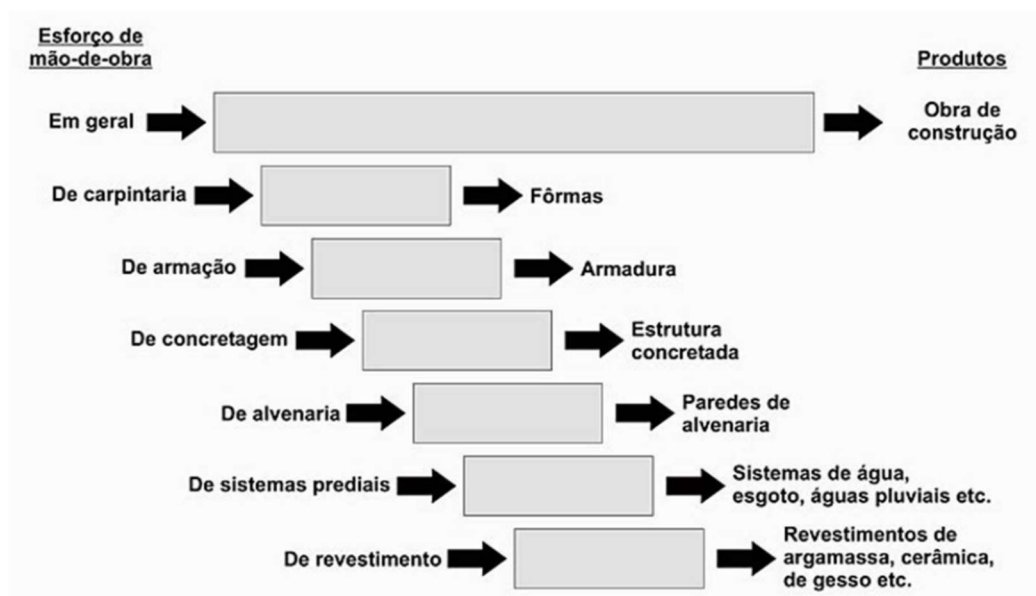 Esforço de
mão-de-obra
Produtos
Em geral
Obra de
construção
De carpintaria
Fôrmas
De armação
Armadura
De concretagem
Estrutura
concretada
De alvenaria
Paredes de
alvenaria
De sistemas prediais
Sistemas de água,
esgoto, águas pluviais etc.
De revestimento
Revestimentos de
argamassa, cerâmica,
de gesso etc.